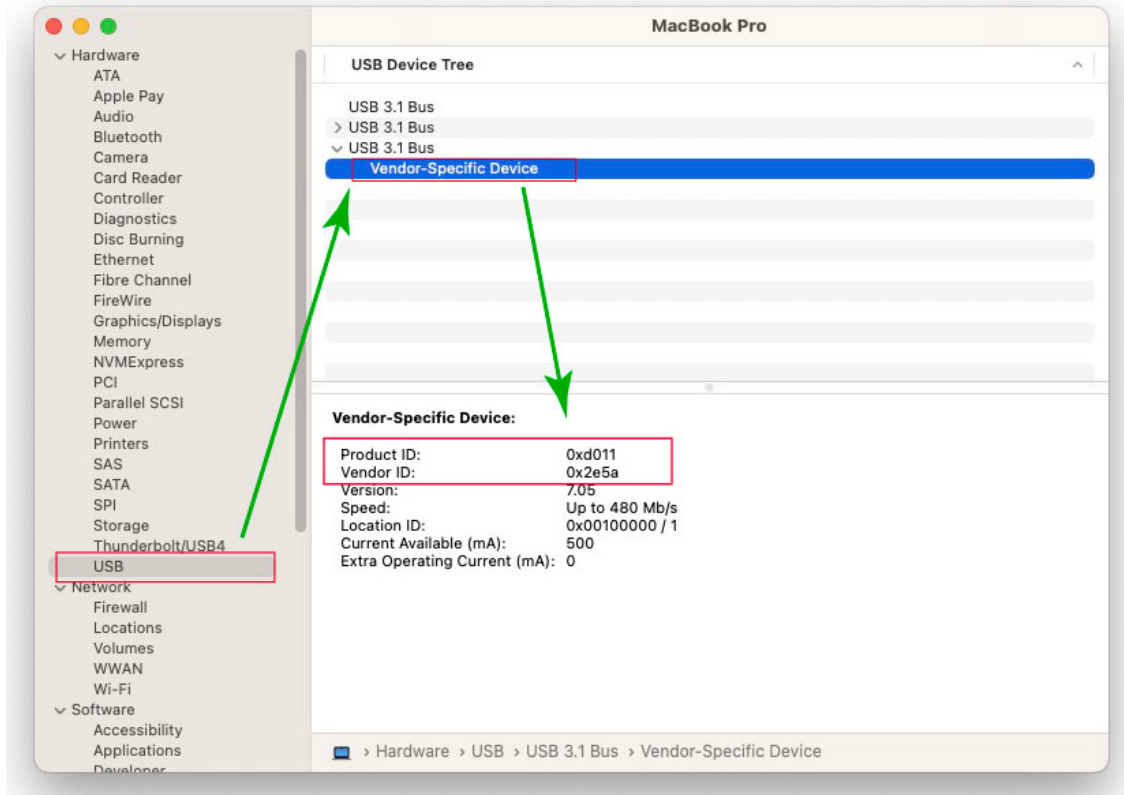 MacBook Pro
Hardware
ATA
Apple Pay
Audio
Bluetooth
Camera
Card Reader
Controller
Diagnostics
Disc Burning
Ethernet
Fibre Channel
FireWire
Graphics/Displays
Memory
NVMExpress
PCI
Parallel SCSI
Power
Printers
SAS
SATA
SPI
Storage
Thunderbolt/USB4
USB
Network
Firewall
Locations
Volumes
WWAN
Wi-Fi
Software
Accessibility
Applications
Developer
USB Device Tree
USB 3.1 Bus
USB 3.1 Bus
USB 3.1 Bus
Vendor-Specific Device
Vendor-Specific Device:
Product ID: 0xd011
Vendor ID: 0x2e5a
Version: 7.05
Speed: Up to 480 Mb/s
Location ID: 0x00100000 / 1
Current Available (mA): 500
Extra Operating Current (mA): 0
› Hardware › USB › USB 3.1 Bus › Vendor-Specific Device